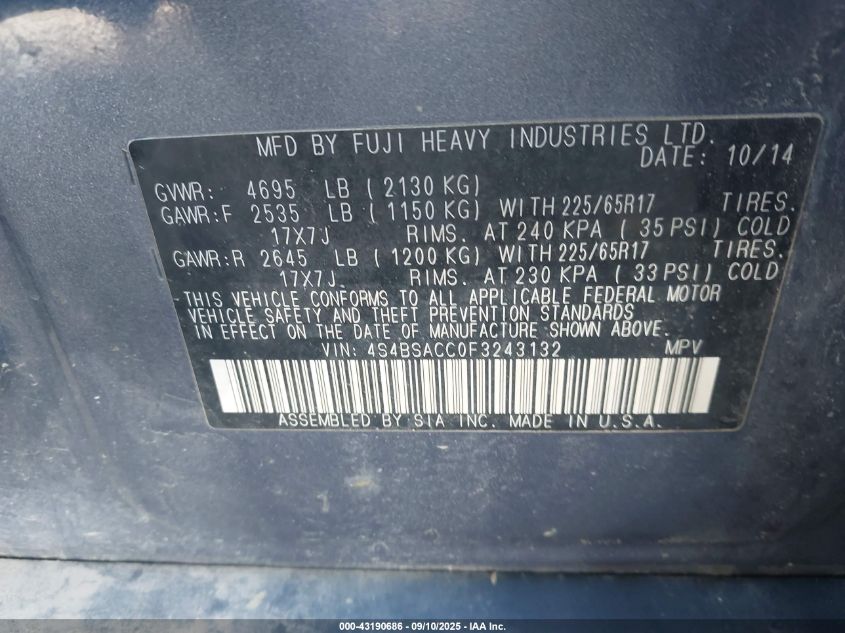 MFD BY FUJI HEAVY INDUSTRIES LTD.
DATE: 10/14
GVWR: 4695 LB ( 2130 KG)
GAWR:F 2535 LB ( 1150 KG) WITH 225/65R17 TIRES.
17X7J RIMS. AT 240 KPA ( 35 PSI) COLD
GAWR:R 2645 LB ( 1200 KG) WITH 225/65R17 TIRES.
17X7J RIMS. AT 230 KPA ( 33 PSI) COLD
THIS VEHICLE CONFORMS TO ALL APPLICABLE FEDERAL MOTOR
VEHICLE SAFETY AND THEFT PREVENTION STANDARDS
IN EFFECT ON THE DATE OF MANUFACTURE SHOWN ABOVE.
VIN: 4S4BSACC0F3243132 MPV
ASSEMBLED BY SIA INC. MADE IN U.S.A.
000-43190686 - 09/10/2025 - IAA Inc.